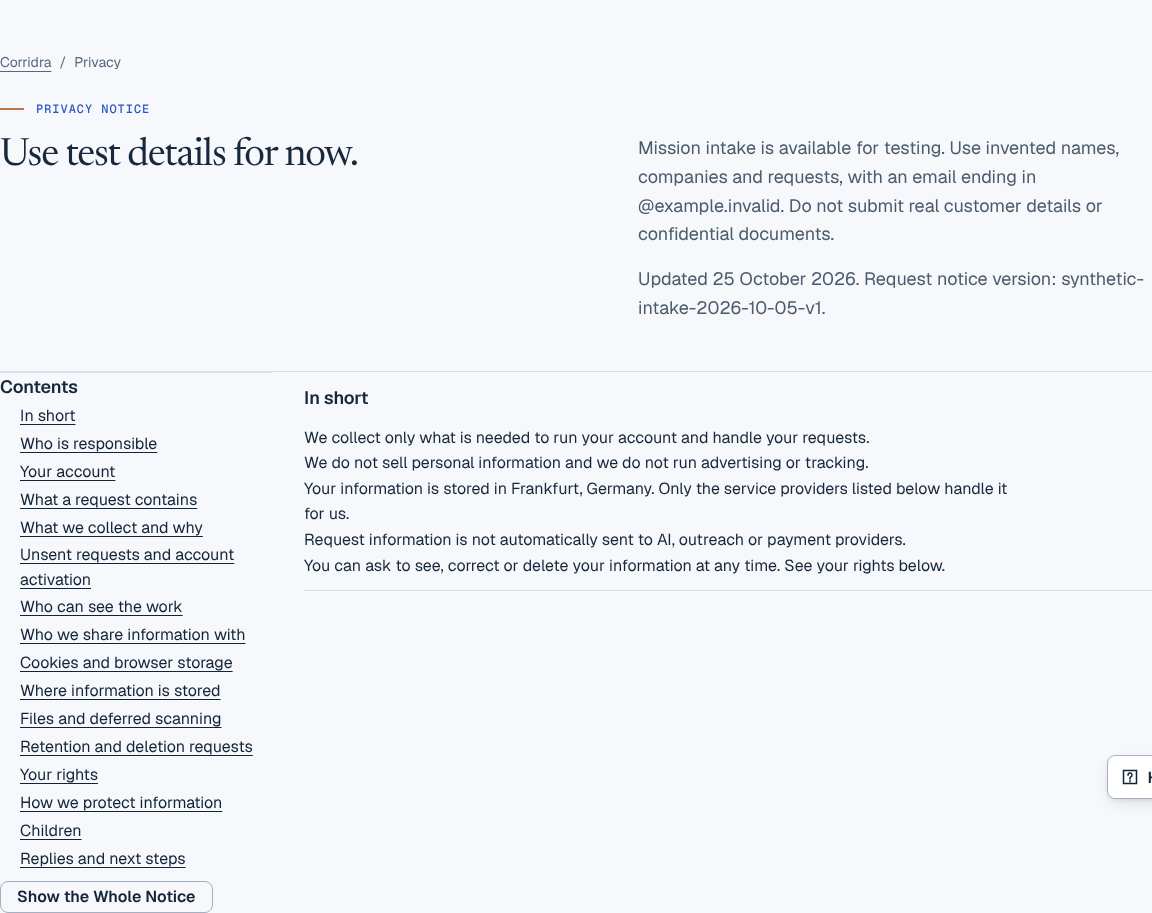 Corridra / Privacy
PRIVACY NOTICE
Use test details for now.
Mission intake is available for testing. Use invented names,
companies and requests, with an email ending in
@example.invalid. Do not submit real customer details or
confidential documents.
Updated 25 October 2026. Request notice version: synthetic-
intake-2026-10-05-v1.
Contents
In short
Who is responsible
Your account
What a request contains
What we collect and why
Unsent requests and account
activation
Who can see the work
Who we share information with
Cookies and browser storage
Where information is stored
Files and deferred scanning
Retention and deletion requests
Your rights
How we protect information
Children
Replies and next steps
Show the Whole Notice
In short
We collect only what is needed to run your account and handle your requests.
We do not sell personal information and we do not run advertising or tracking.
Your information is stored in Frankfurt, Germany. Only the service providers listed below handle it
for us.
Request information is not automatically sent to AI, outreach or payment providers.
You can ask to see, correct or delete your information at any time. See your rights below.